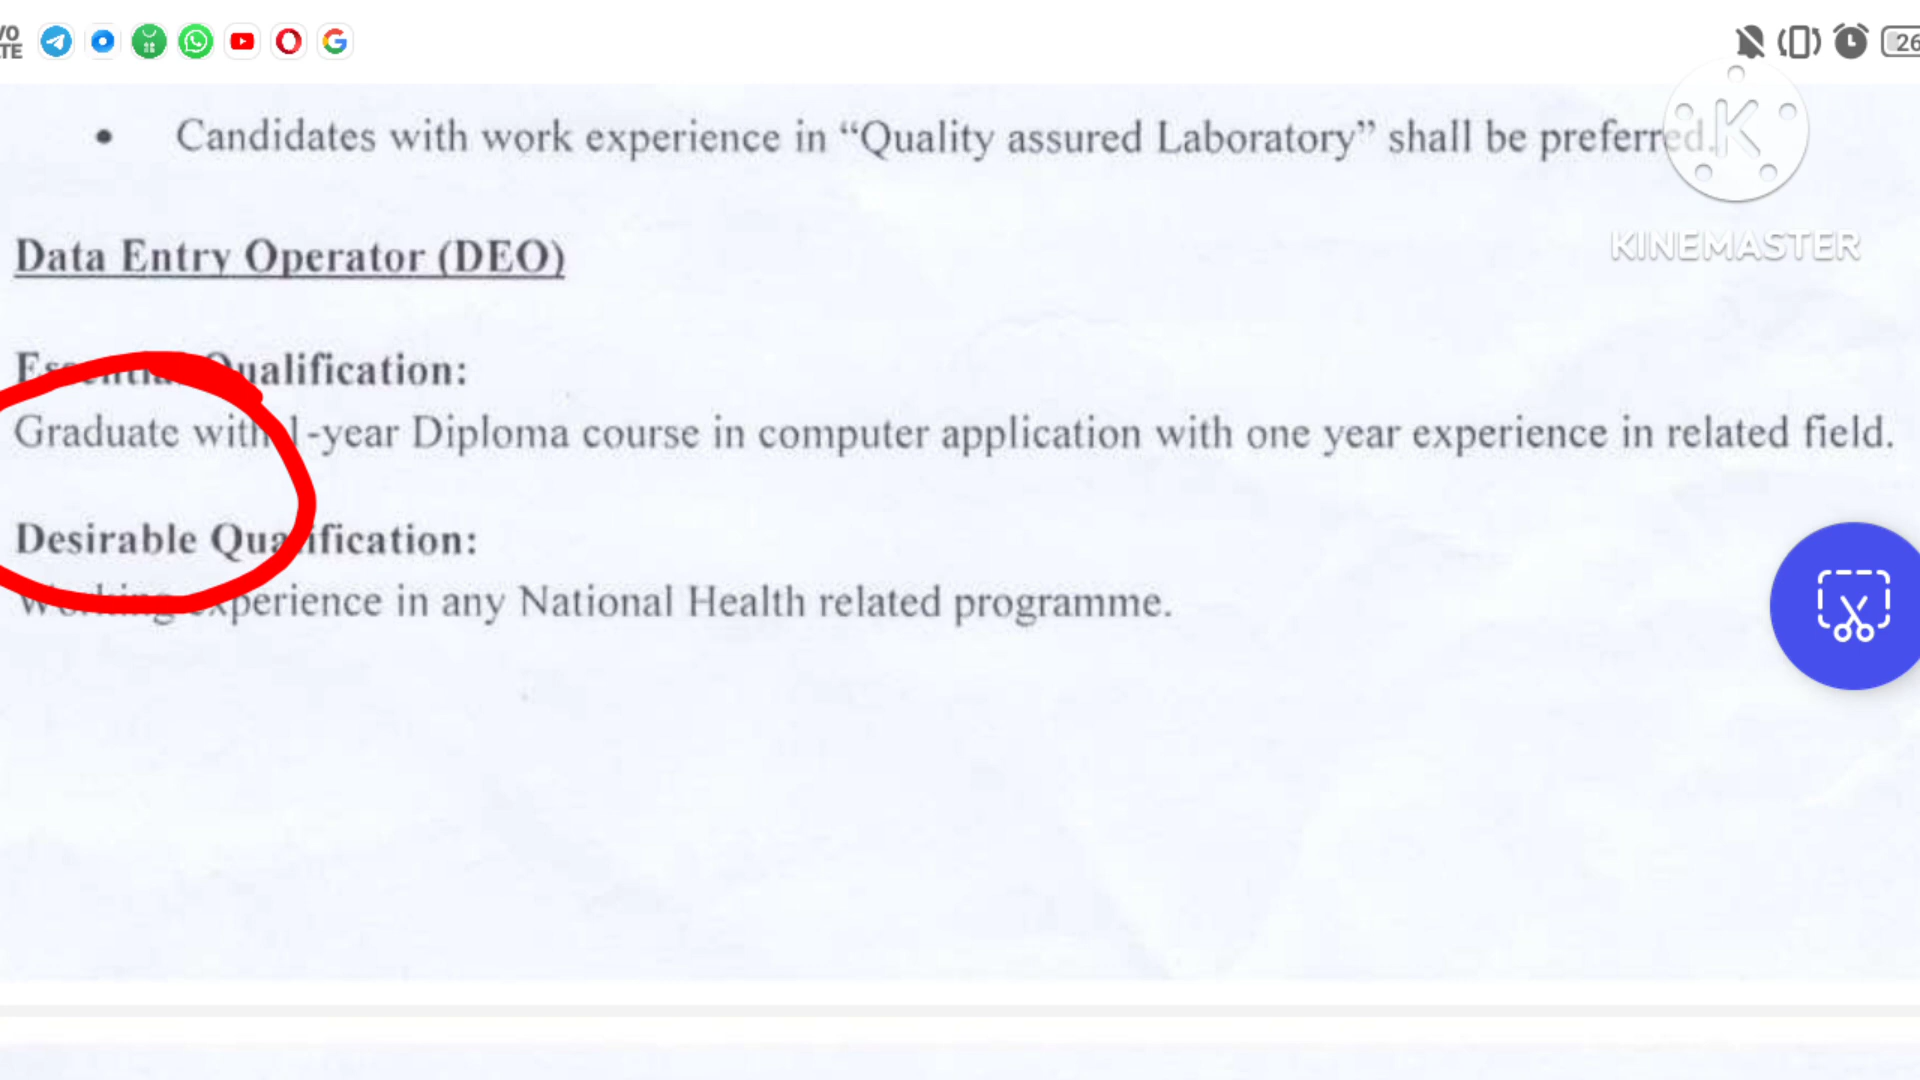 • Candidates with work experience in “Quality assured Laboratory” shall be preferred.
KINEMASTER
Data Entry Operator (DEO)
Essential Qualification:
Graduate with 1-year Diploma course in computer application with one year experience in related field.
Desirable Qualification:
Working experience in any National Health related programme.